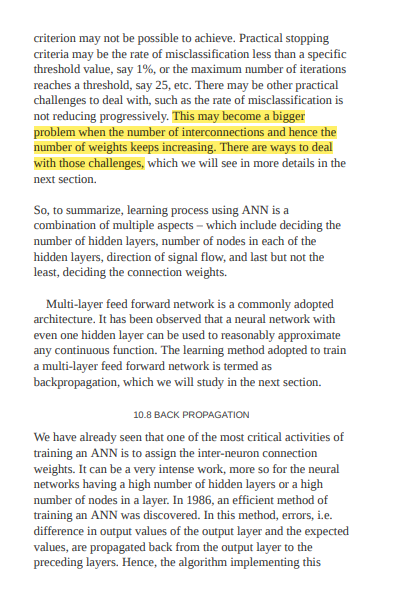 criterion may not be possible to achieve. Practical stopping
criteria may be the rate of misclassification less than a specific
threshold value, say 1%, or the maximum number of iterations
reaches a threshold, say 25, etc. There may be other practical
challenges to deal with, such as the rate of misclassification is
not reducing progressively. This may become a bigger
problem when the number of interconnections and hence the
number of weights keeps increasing. There are ways to deal
with those challenges, which we will see in more details in the
next section.
So, to summarize, learning process using ANN is a
combination of multiple aspects – which include deciding the
number of hidden layers, number of nodes in each of the
hidden layers, direction of signal flow, and last but not the
least, deciding the connection weights.
Multi-layer feed forward network is a commonly adopted
architecture. It has been observed that a neural network with
even one hidden layer can be used to reasonably approximate
any continuous function. The learning method adopted to train
a multi-layer feed forward network is termed as
backpropagation, which we will study in the next section.
10.8 BACK PROPAGATION
We have already seen that one of the most critical activities of
training an ANN is to assign the inter-neuron connection
weights. It can be a very intense work, more so for the neural
networks having a high number of hidden layers or a high
number of nodes in a layer. In 1986, an efficient method of
training an ANN was discovered. In this method, errors, i.e.
difference in output values of the output layer and the expected
values, are propagated back from the output layer to the
preceding layers. Hence, the algorithm implementing this